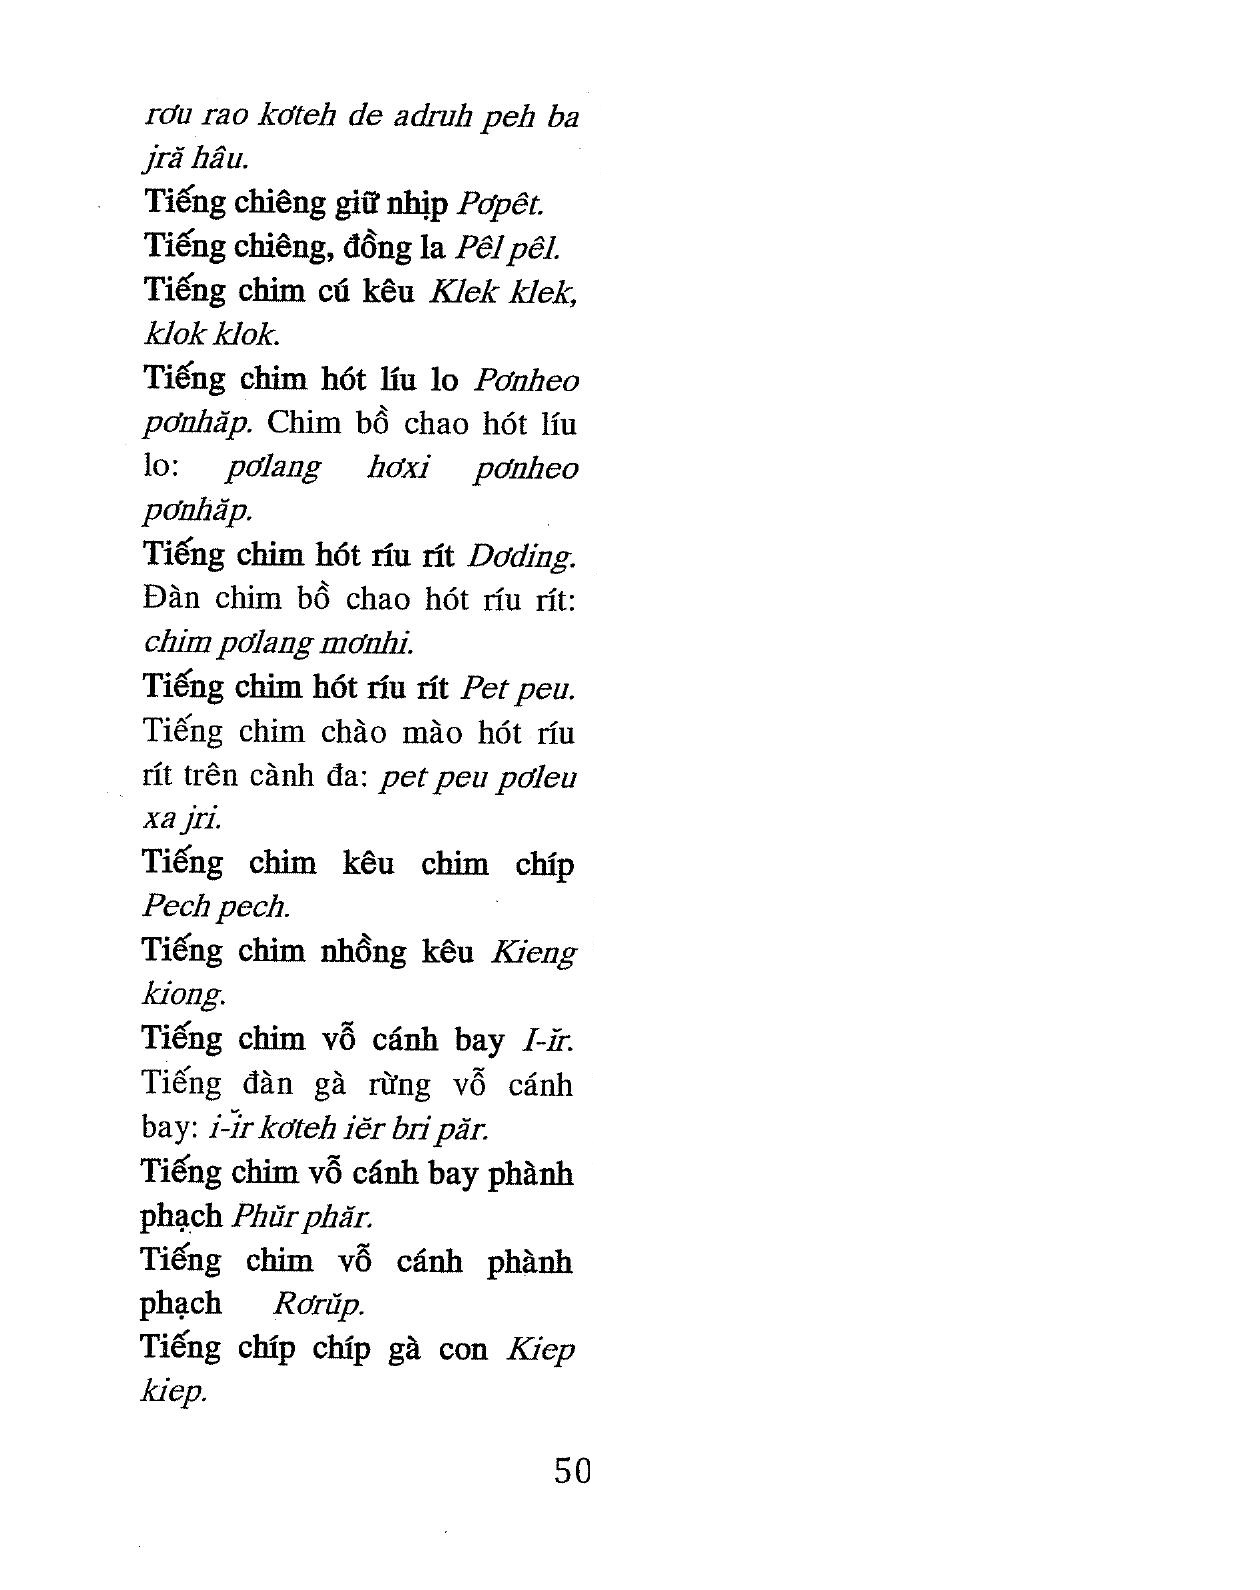 rơu rao kơteh de adruh peh ba
jră hâu.
Tiếng chiêng giữ nhịp Pơpêt.
Tiếng chiêng, đồng la Pêl pêl.
Tiếng chim cú kêu Klek klek,
klok klok.
Tiếng chim hót líu lo Pơnheo
pơnhăp. Chim bồ chao hót líu
lo: pơlang hơxi pơnheo
pơnhăp.
Tiếng chim hót ríu rít Dơding.
Đàn chim bồ chao hót ríu rít:
chim pơlang mơnhi.
Tiếng chim hót ríu rít Pet peu.
Tiếng chim chào mào hót ríu
rít trên cành đa: pet peu pơleu
xa jri.
Tiếng chim kêu chim chíp
Pech pech.
Tiếng chim nhồng kêu Kieng
kiong.
Tiếng chim vỗ cánh bay I-ĭr.
Tiếng đàn gà rừng vỗ cánh
bay: i-ĭr kơteh iĕr bri păr.
Tiếng chim vỗ cánh bay phành
phạch Phŭr phăr.
Tiếng chim vỗ cánh phành
phạch Rơrŭp.
Tiếng chíp chíp gà con Kiep
kiep.
50